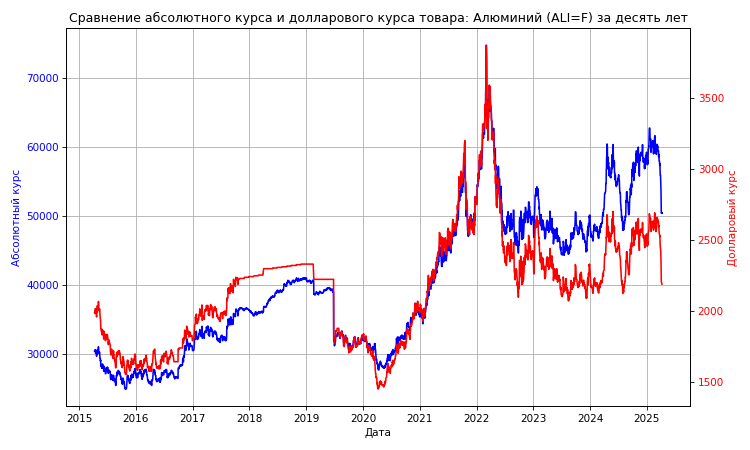 Сравнение абсолютного курса и долларового курса товара: Алюминий (ALI=F) за десять лет
70000
60000
50000
40000
30000
Абсолютный курс
3500
3000
2500
2000
1500
Долларовый курс
2015 2016 2017 2018 2019 2020 2021 2022 2023 2024 2025
Дата